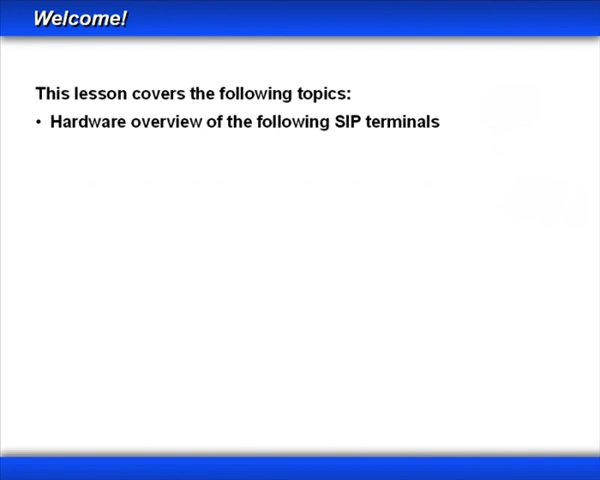 Welcome!
This lesson covers the following topics:
• Hardware overview of the following SIP terminals